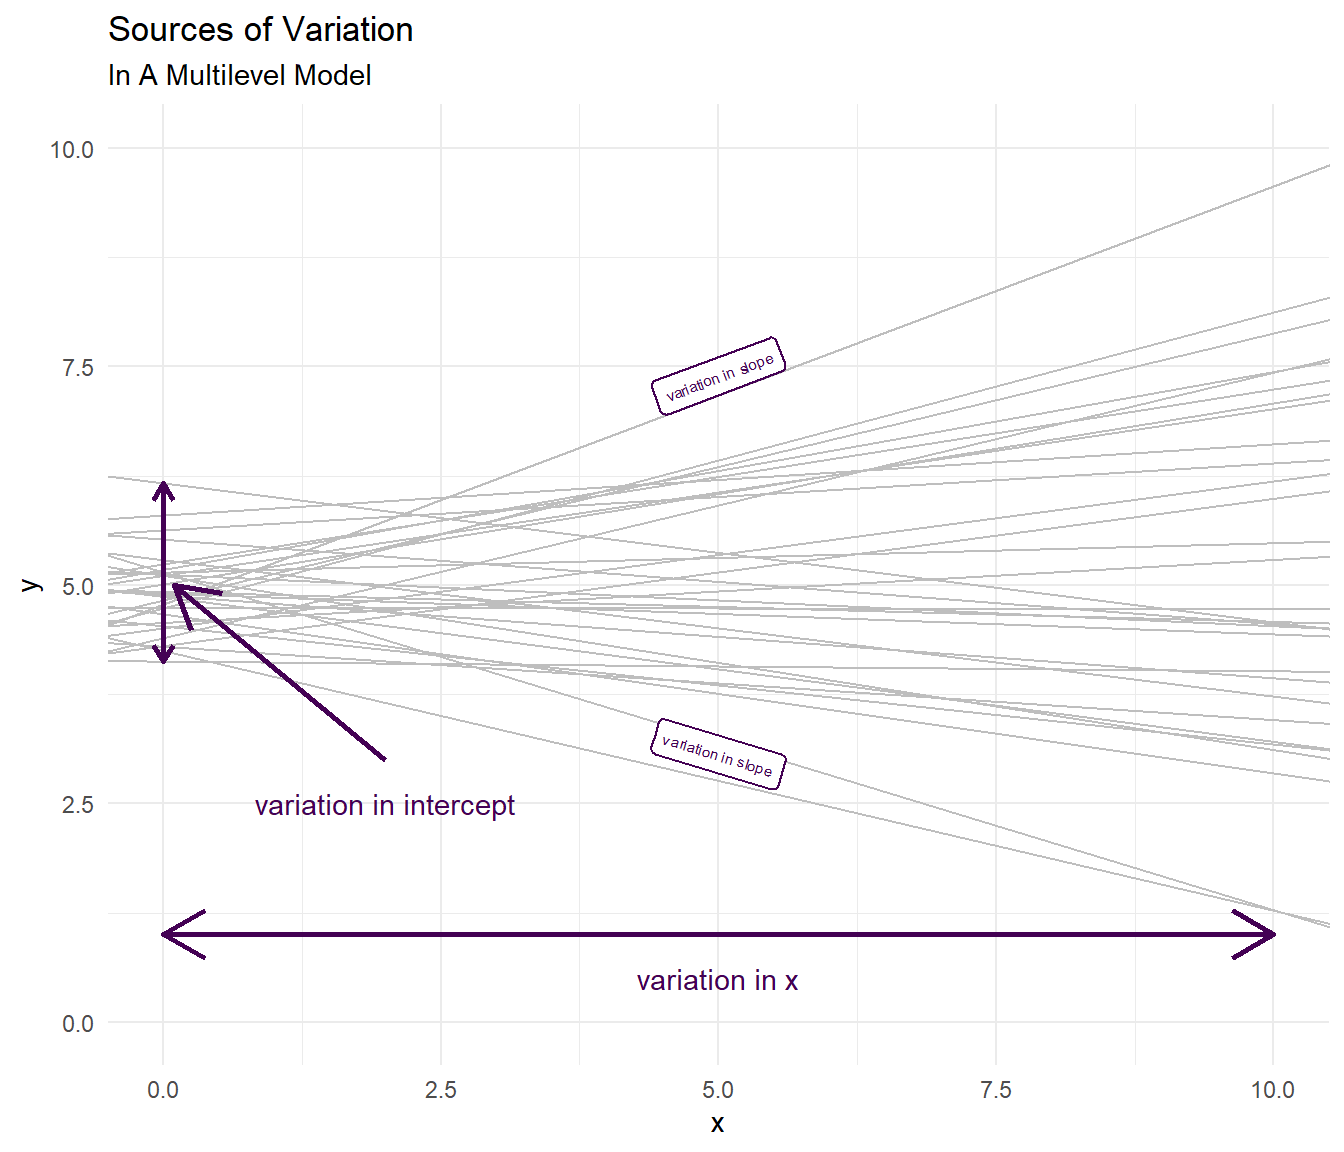 Sources of Variation
In A Multilevel Model
10.0
7.5
5.0
2.5
0.0
y
variation in slope
variation in slope
variation in intercept
variation in x
0.0 2.5 5.0 7.5 10.0
x